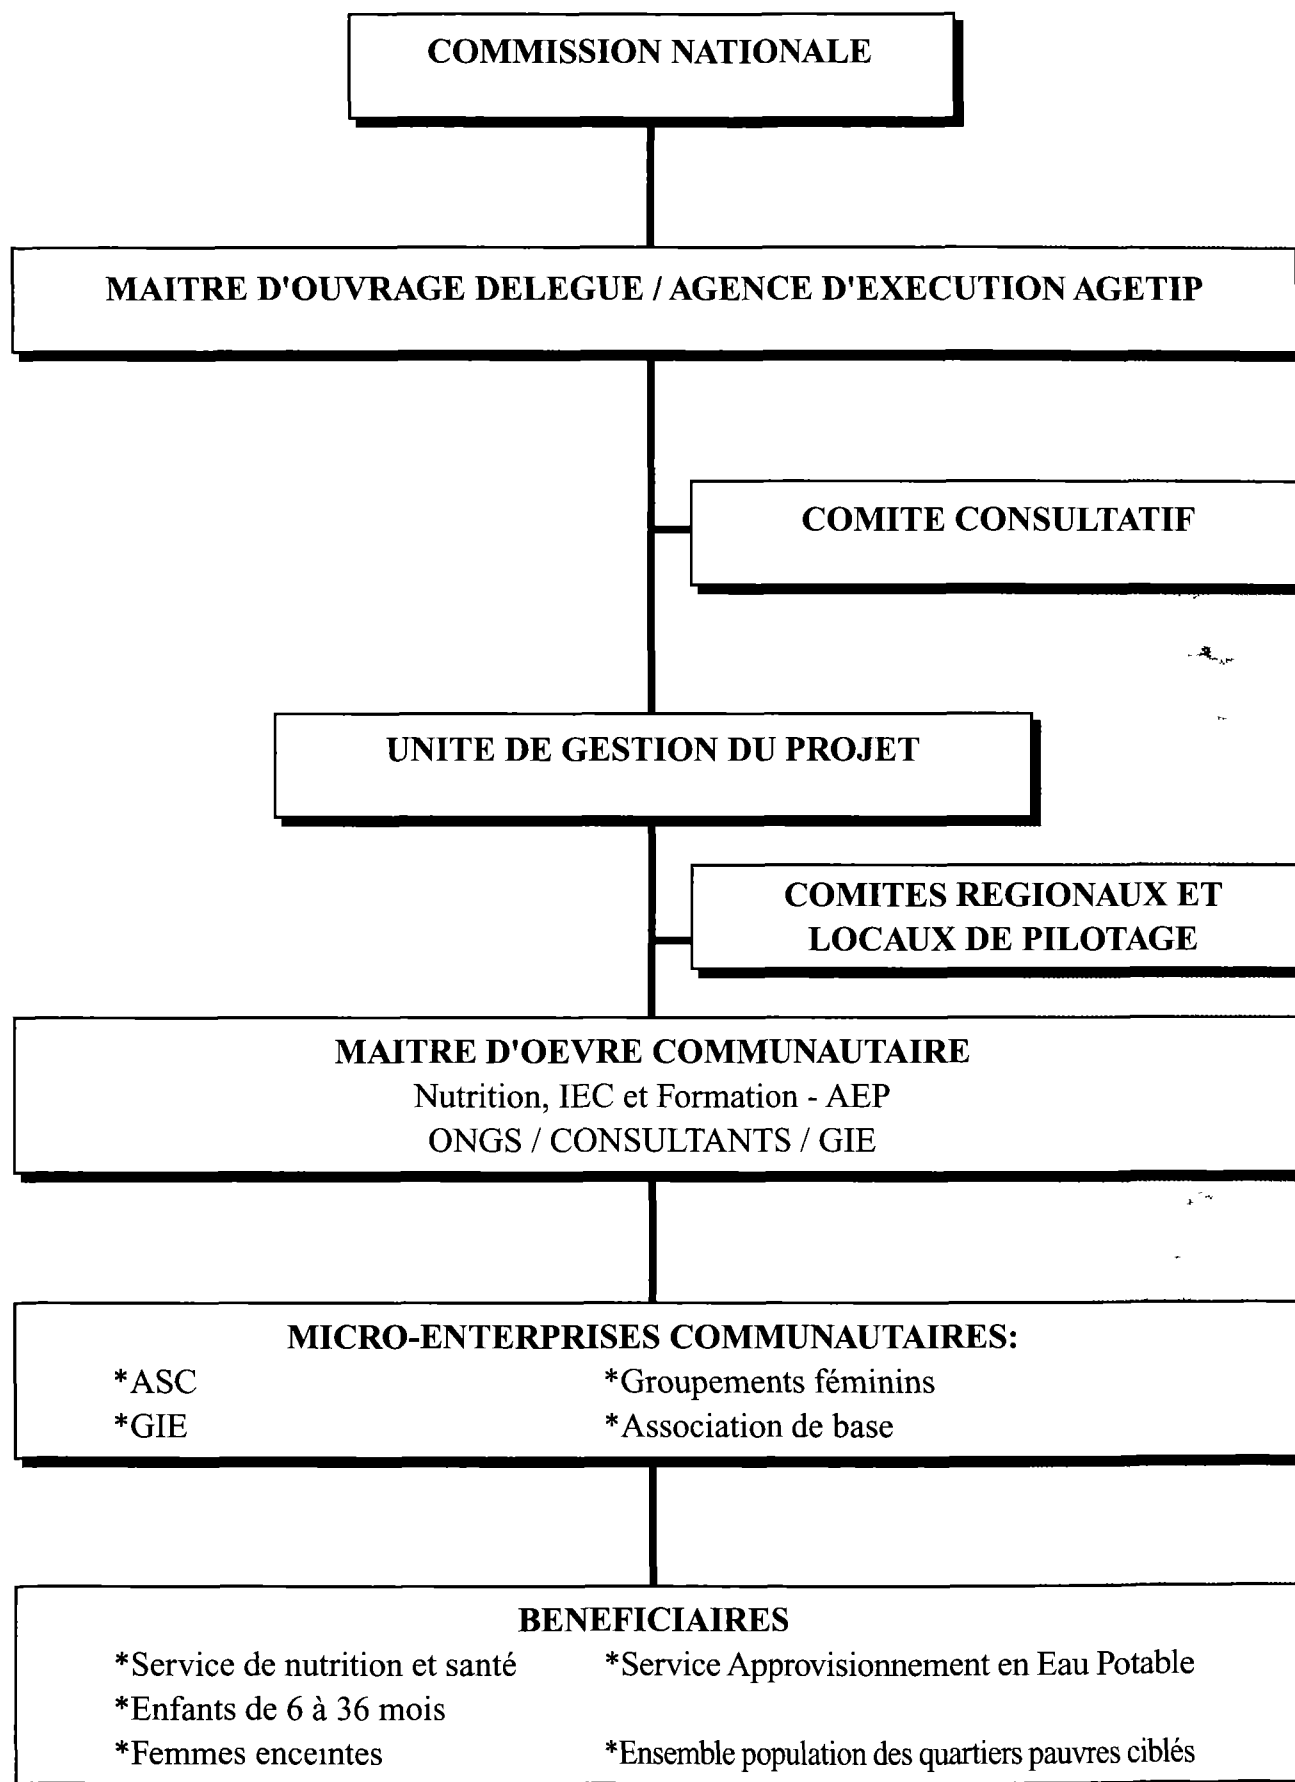 COMMISSION NATIONALE
MAITRE D'OUVRAGE DELEGUE / AGENCE D'EXECUTION AGETIP
COMITE CONSULTATIF
UNITE DE GESTION DU PROJET
COMITES REGIONAUX ET
LOCAUX DE PILOTAGE
MAITRE D'OEVRE COMMUNAUTAIRE
Nutrition, IEC et Formation - AEP
ONGS / CONSULTANTS / GIE
MICRO-ENTERPRISES COMMUNAUTAIRES:
*ASC *Groupements féminins
*GIE *Association de base
BENEFICIAIRES
*Service de nutrition et santé *Service Approvisionnement en Eau Potable
*Enfants de 6 à 36 mois
*Femmes enceintes *Ensemble population des quartiers pauvres ciblés